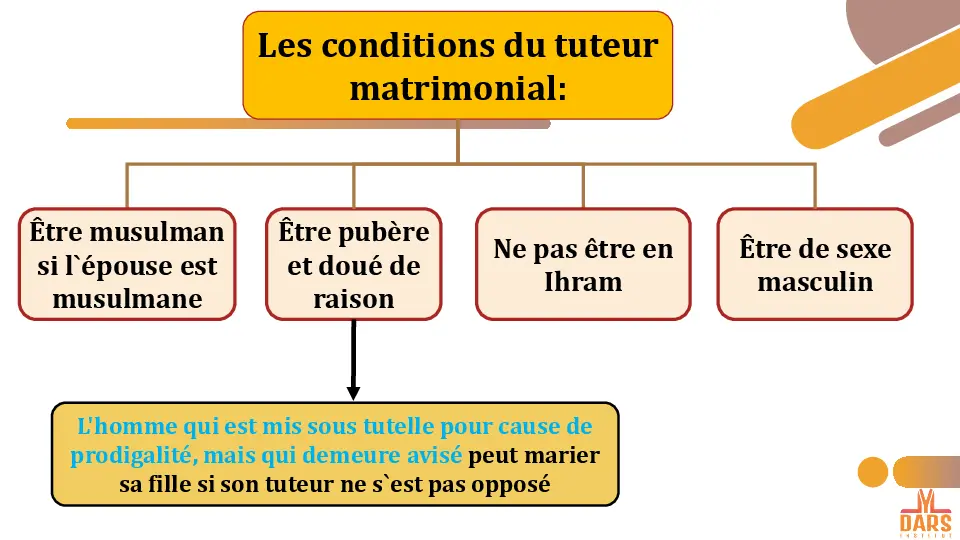 Les conditions du tuteur
matrimonial:
Être musulman
si l`épouse est
musulmane
Être pubère
et doué de
raison
Ne pas être en
Ihram
Être de sexe
masculin
L'homme qui est mis sous tutelle pour cause de
prodigalité, mais qui demeure avisé peut marier
sa fille si son tuteur ne s`est pas opposé
DARS
INSTITUT